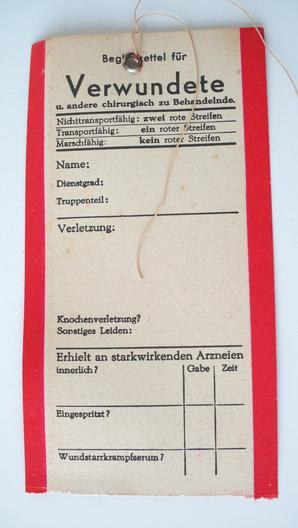 Begleitzettel für
Verwundete
u. andere chirurgisch zu Behandelnde.
Nichttransportfähig: zwei rote Streifen
Transportfähig: ein roter Streifen
Marschfähig: kein roter Streifen
Name:
Dienstgrad:
Truppenteil:
Verletzung:
Knochenverletzung?
Sonstiges Leiden:
Erhielt an starkwirkenden Arzneien
innerlich? Gabe Zeit
Eingespritzt?
Wundstarrkrampfserum?